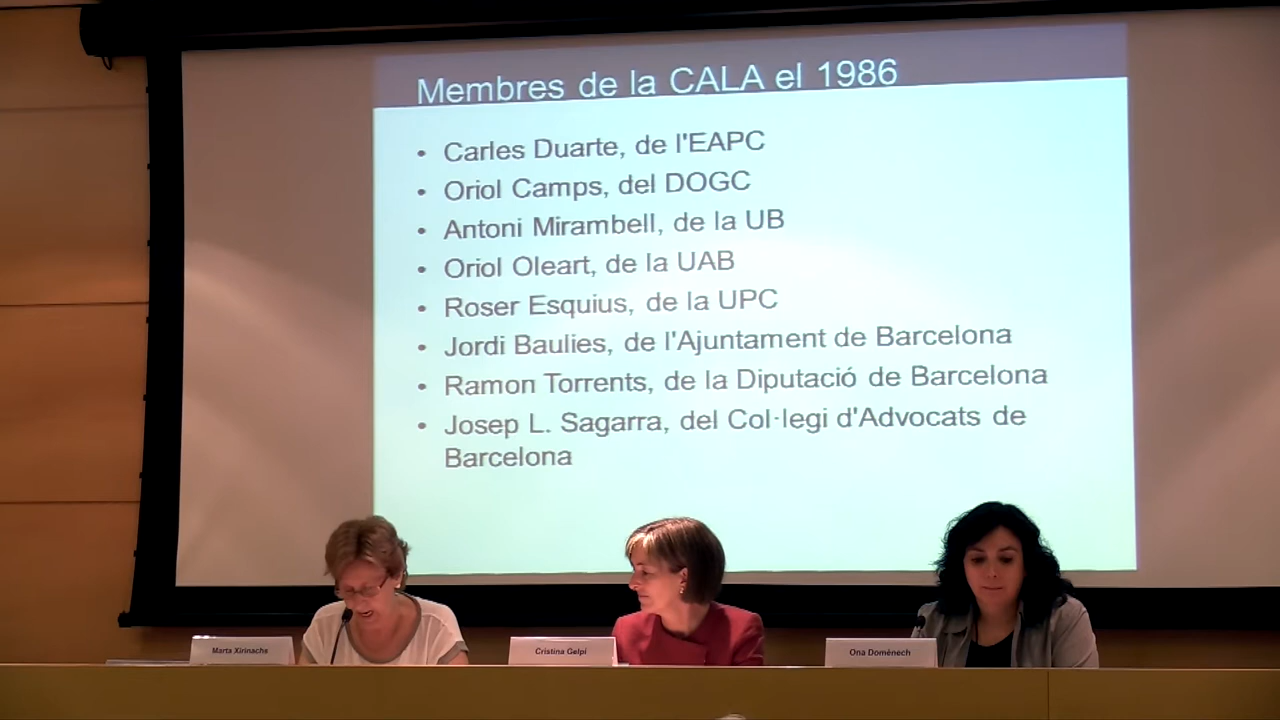 Membres de la CALA el 1986
• Carles Duarte, de l'EAPC
• Oriol Camps, del DOGC
• Antoni Mirambell, de la UB
• Oriol Oleart, de la UAB
• Roser Esquius, de la UPC
• Jordi Baulies, de l'Ajuntament de Barcelona
• Ramon Torrents, de la Diputació de Barcelona
• Josep L. Sagarra, del Col·legi d'Advocats de
Barcelona
Marta Xirinachs
Cristina Gelpi
Ona Domènech